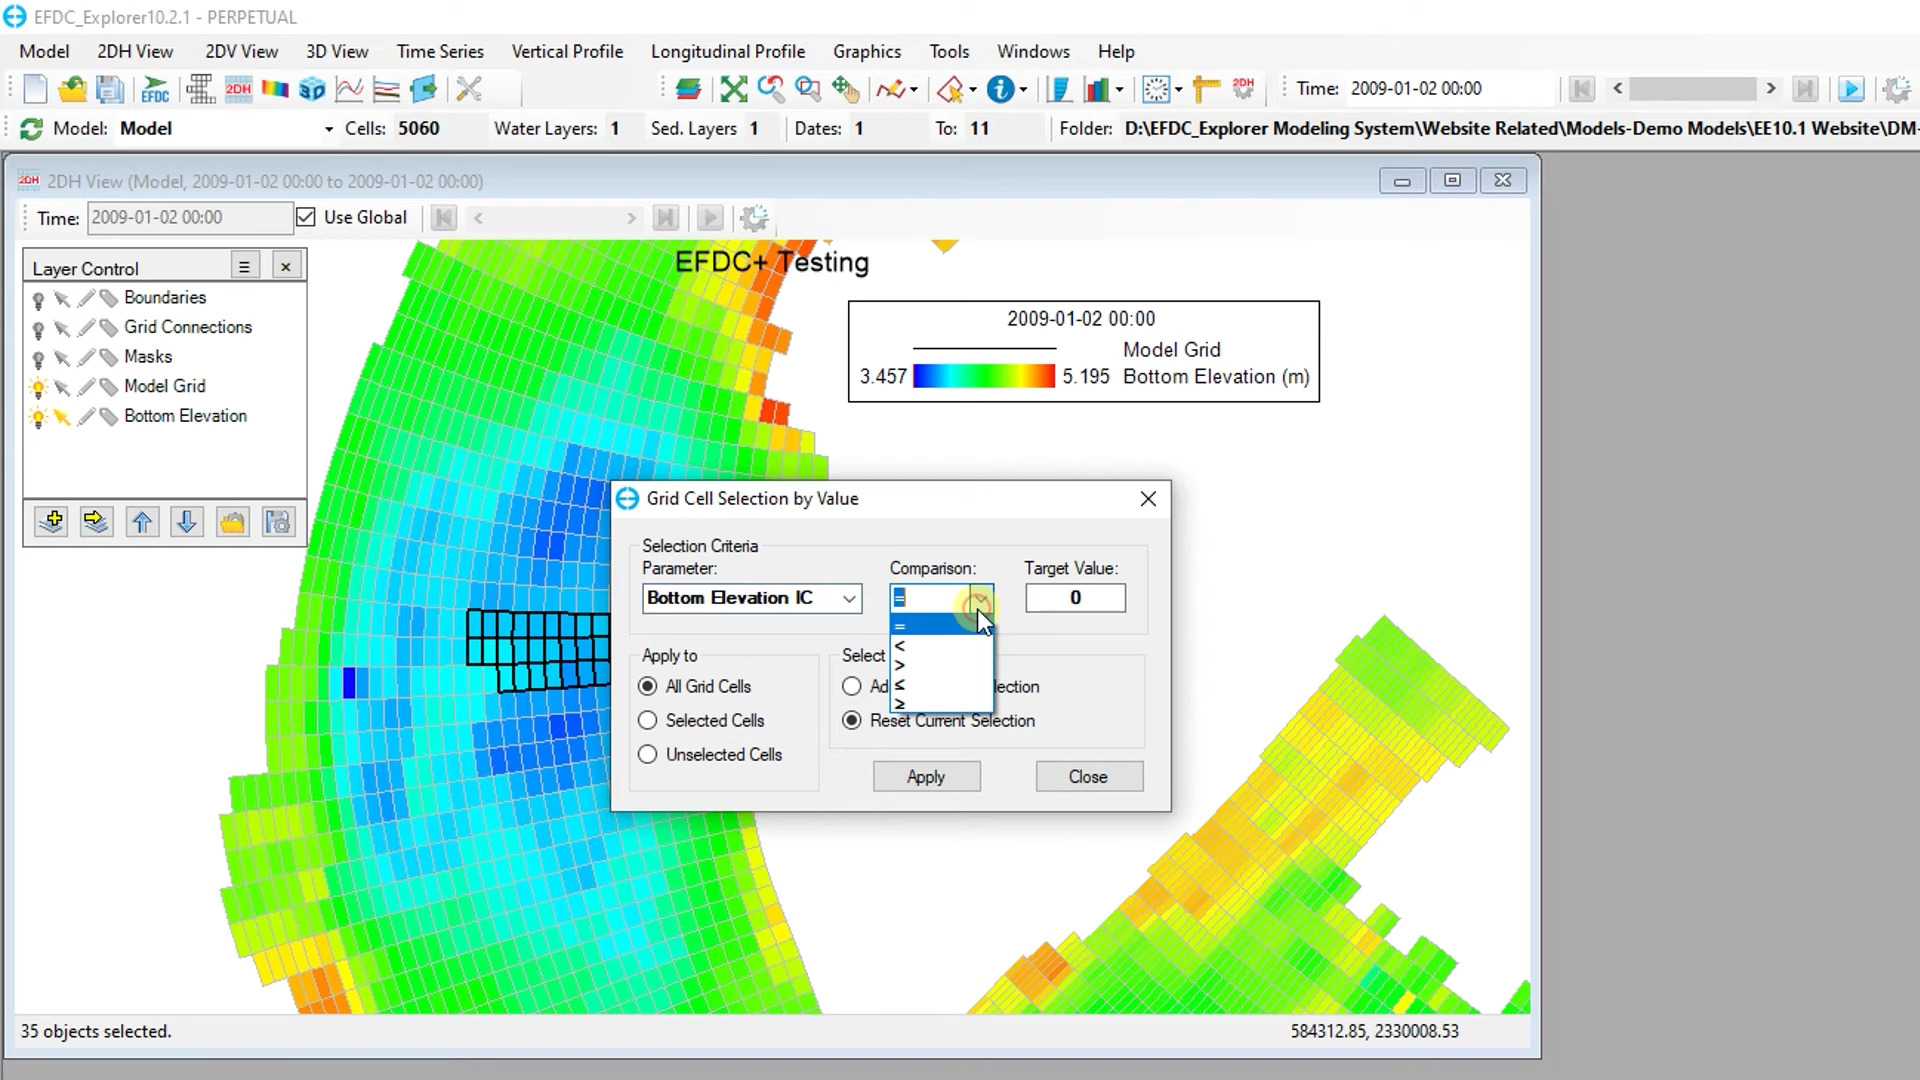 EFDC_Explorer10.2.1 - PERPETUAL
Model 2DH View 2DV View 3D View Time Series Vertical Profile Longitudinal Profile Graphics Tools Windows Help
EFDC 2DH 3D 2DH Time: 2009-01-02 00:00
Model: Model Cells: 5060 Water Layers: 1 Sed. Layers 1 Dates: 1 To: 11 Folder: D:\EFDC_Explorer Modeling System\Website Related\Models-Demo Models\EE10.1 Website\DM-
2DH 2DH View (Model, 2009-01-02 00:00 to 2009-01-02 00:00)
Time: 2009-01-02 00:00 Use Global
Layer Control
Boundaries
Grid Connections
Masks
Model Grid
Bottom Elevation
EFDC+ Testing
2009-01-02 00:00
Model Grid
3.457 5.195 Bottom Elevation (m)
Grid Cell Selection by Value
Selection Criteria
Parameter: Comparison: Target Value:
Bottom Elevation IC = 0
=
<
>
≤
≥
Apply to
All Grid Cells
Selected Cells
Unselected Cells
Select
Ad lection
Reset Current Selection
Apply Close
35 objects selected. 584312.85, 2330008.53